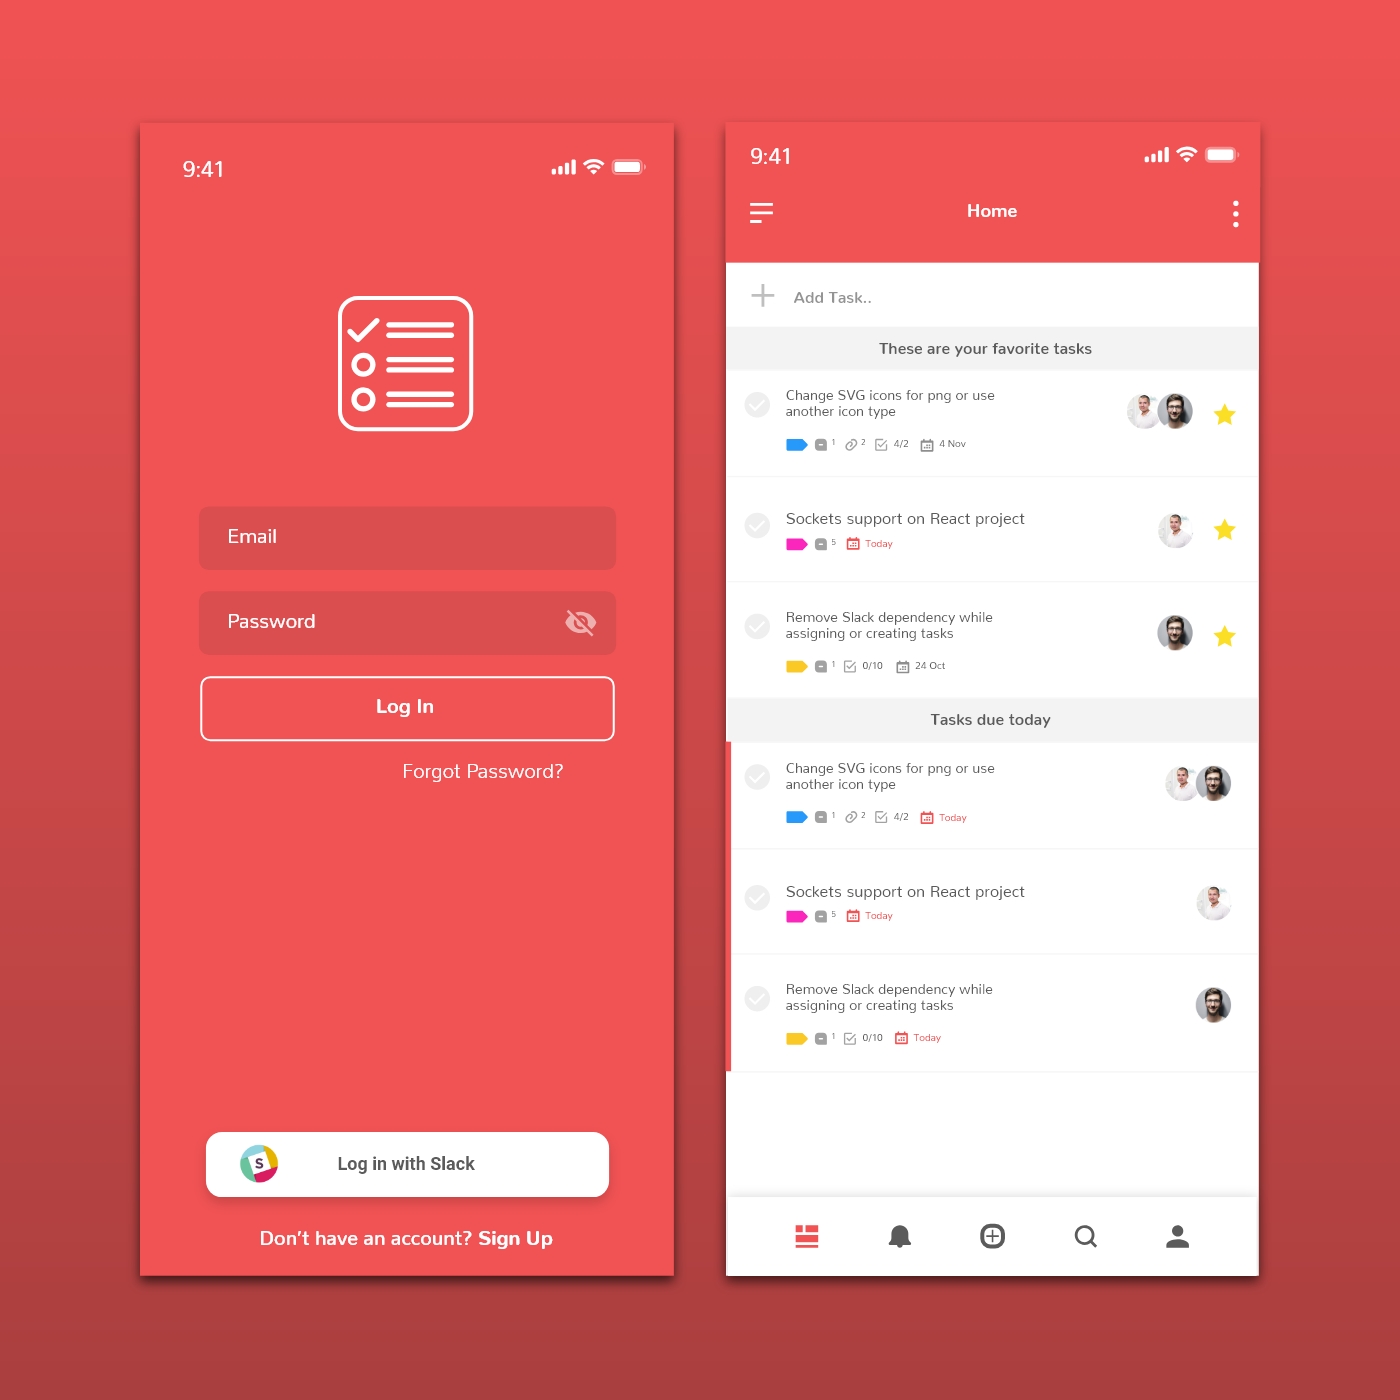 9:41
Email
Password
Log In
Forgot Password?
S
Log in with Slack
Don't have an account? Sign Up
9:41
Home
Add Task..
These are your favorite tasks
Change SVG icons for png or use
another icon type
1 2 4/2 4 Nov
Sockets support on React project
5 Today
Remove Slack dependency while
assigning or creating tasks
1 0/10 24 Oct
Tasks due today
Change SVG icons for png or use
another icon type
1 2 4/2 Today
Sockets support on React project
5 Today
Remove Slack dependency while
assigning or creating tasks
1 0/10 Today